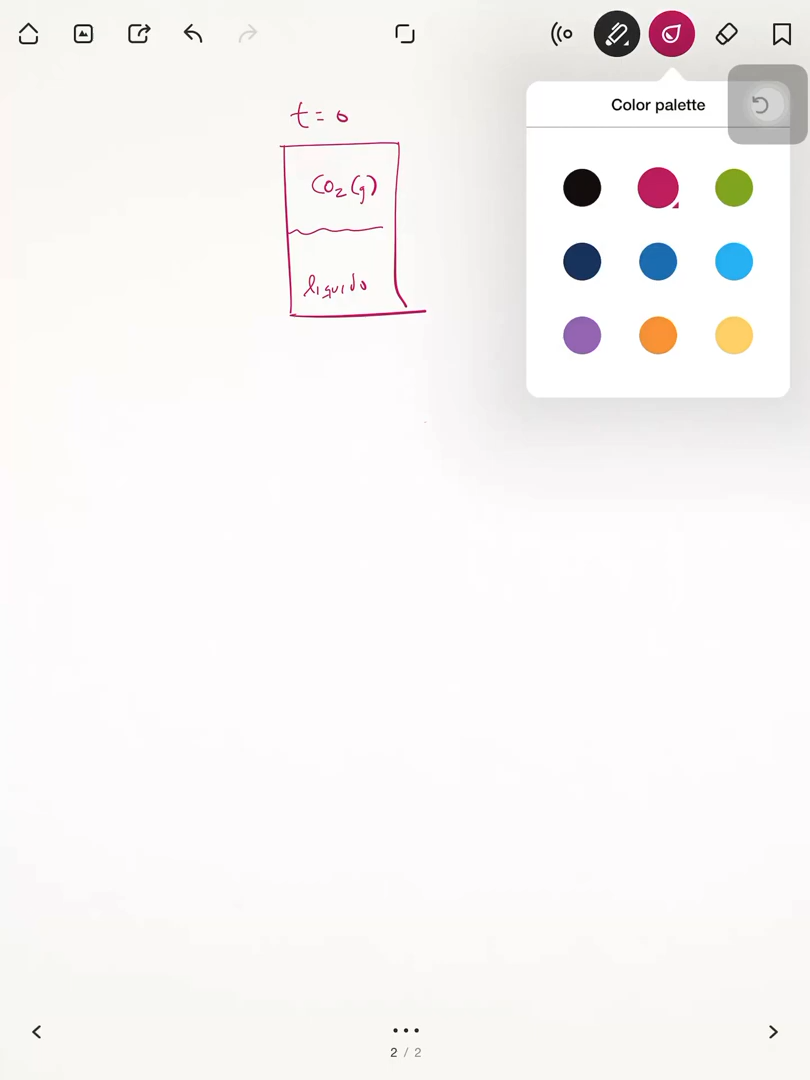 t = 0
Color palette
CO₂(g)
liquido
2 / 2